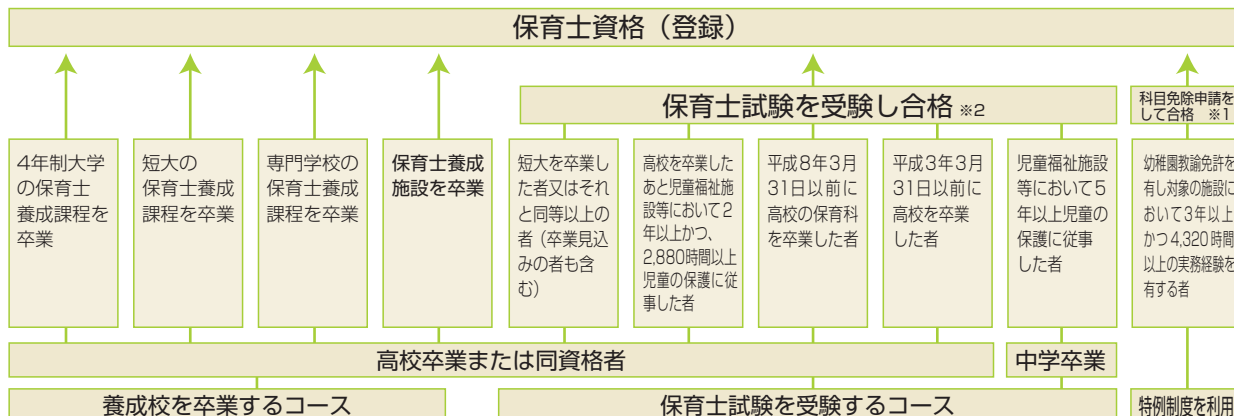 保育士資格（登録）
保育士試験を受験し合格 ※2
科目免除申請を
して合格 ※1
4年制大学
の保育士
養成課程を
卒業
短大の
保育士養成
課程を卒業
専門学校の
保育士養成
課程を卒業
保育士養成
施設を卒業
短大を卒業し
た者又はそれ
と同等以上の
者（卒業見込
みの者も含
む）
高校を卒業した
あと児童福祉施
設等において2
年以上かつ、
2,880時間以上
児童の保護に従
事した者
平成8年3月
31日以前に
高校の保育科
を卒業した者
平成3年3月
31日以前に
高校を卒業
した者
児童福祉施設
等において5
年以上児童の
保護に従事
した者
幼稚園教諭免許を
有し対象の施設に
おいて3年以上
かつ4,320時間
以上の実務経験を
有する者
高校卒業または同資格者
中学卒業
養成校を卒業するコース
保育士試験を受験するコース
特例制度を利用